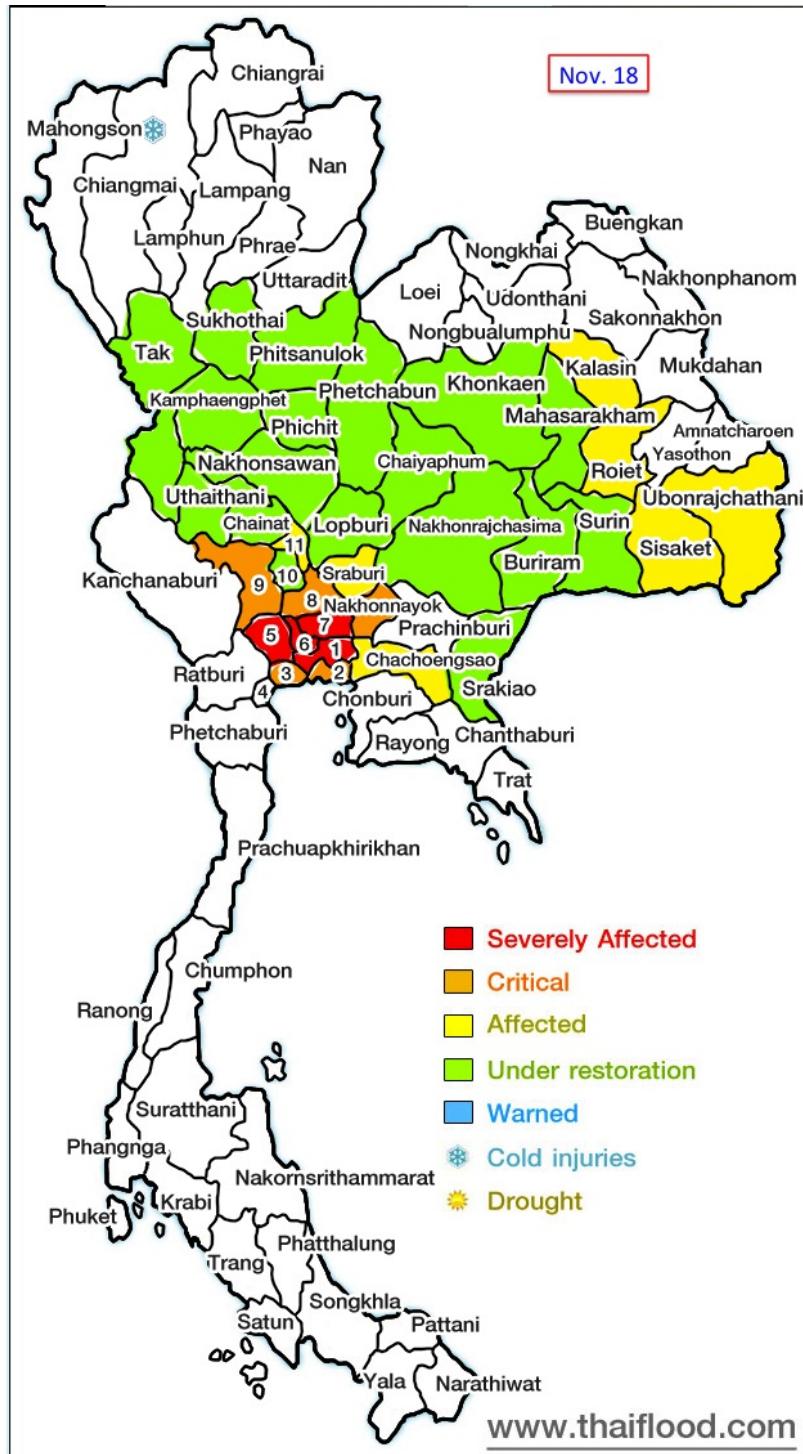 Nov. 18
Chiangrai
Mahongson
Phayao
Nan
Chiangmai
Lampang
Lamphun
Phrae
Uttaradit
Buengkan
Nongkhai
Loei
Udonthani
Nakhonphanom
Sakonnakhon
Nongbualumphu
Sukhothai
Tak
Phitsanulok
Kalasin
Mukdahan
Phetchabun
Khonkaen
Kamphaengphet
Phichit
Mahasarakham
Amnatcharoen
Yasothon
Nakhonsawan
Chaiyaphum
Roiet
Uthaithani
Ubonrajchathani
Chainat
Lopburi
Nakhonrajchasima
Surin
11
Sisaket
Kanchanaburi
9
10
Sraburi
Buriram
8
Nakhonnayok
7
Prachinburi
5
6
1
Chachoengsao
Ratburi
3
2
Srakiao
4
Chonburi
Phetchaburi
Rayong
Chanthaburi
Trat
Prachuapkhirikhan
Severely Affected
Chumphon
Critical
Ranong
Affected
Under restoration
Suratthani
Warned
Phangnga
Cold injuries
Nakornsrithammarat
Krabi
Drought
Phuket
Phatthalung
Trang
Songkhla
Satun
Pattani
Yala
Narathiwat
www.thaiflood.com